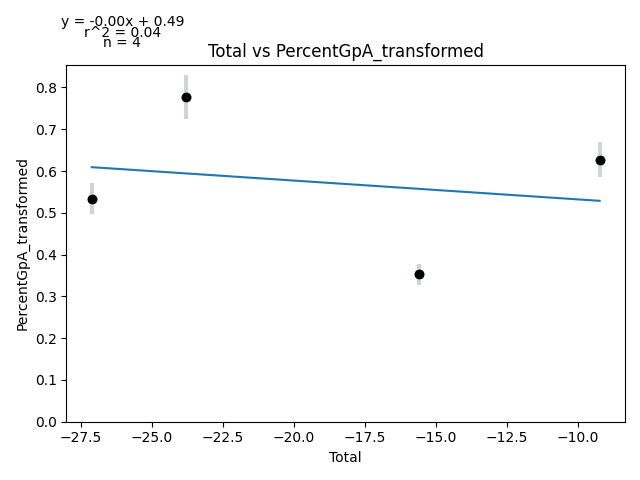 y = -0.00x + 0.49
r^2 = 0.04
n = 4
Total vs PercentGpA_transformed
PercentGpA_transformed
0.8
0.7
0.6
0.5
0.4
0.3
0.2
0.1
0.0
−27.5 −25.0 −22.5 −20.0 −17.5 −15.0 −12.5 −10.0
Total